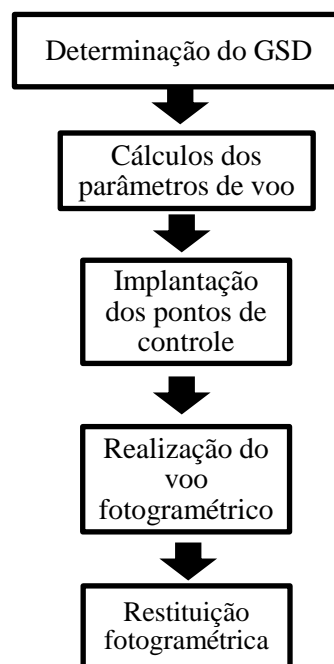 Determinação do GSD
Cálculos dos
parâmetros de voo
Implantação
dos pontos de
controle
Realização do
voo
fotogramétrico
Restituição
fotogramétrica